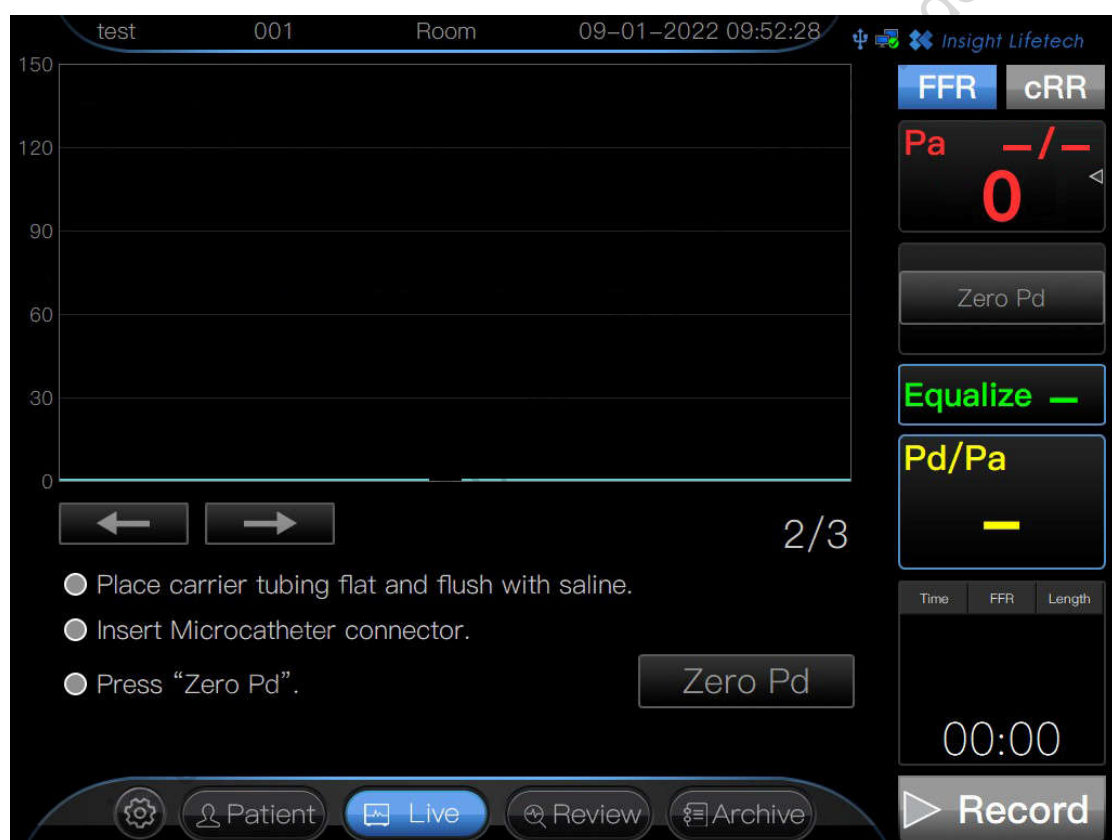 test 001 Room 09-01-2022 09:52:28 Insight Lifetech
150
FFR cRR
Pa –/–
120
0
90
Zero Pd
60
30
Equalize –
Pd/Pa
0
–
2/3
Place carrier tubing flat and flush with saline.
Time FFR Length
Insert Microcatheter connector.
Press “Zero Pd”. Zero Pd
00:00
Patient Live Review Archive Record